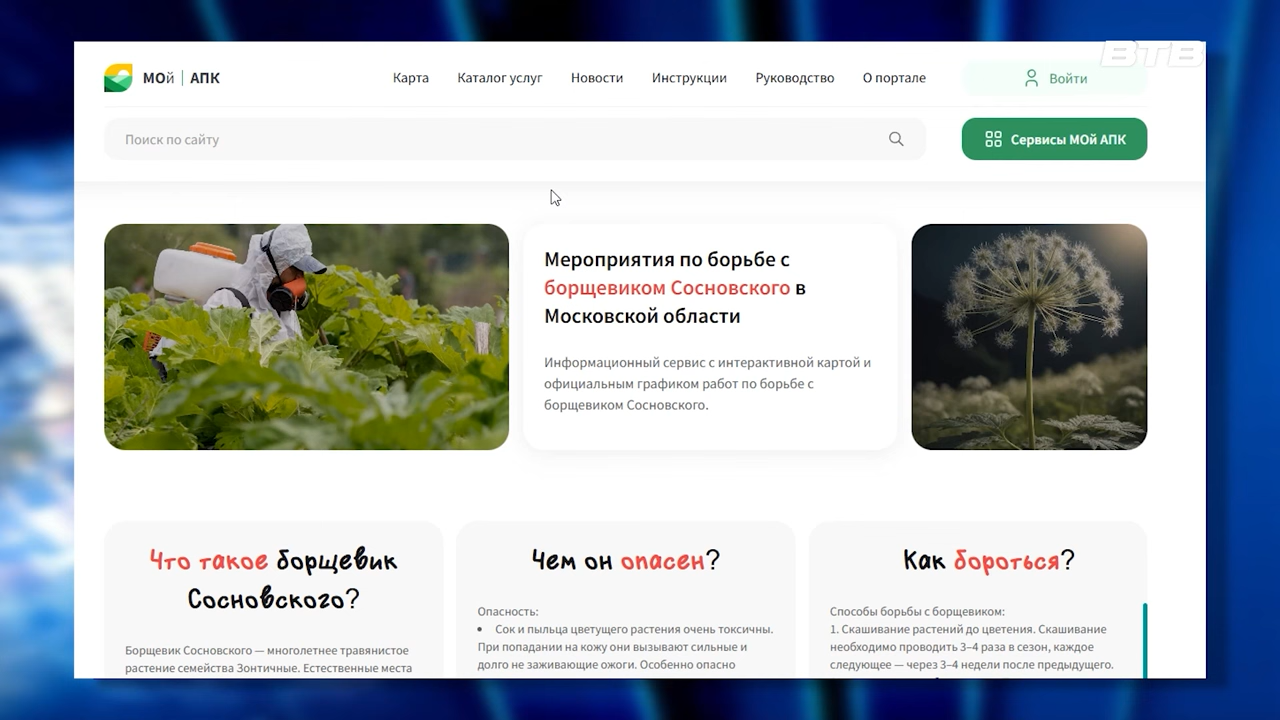 ВТВ
МОй | АПК
Карта
Каталог услуг
Новости
Инструкции
Руководство
О портале
Войти
Поиск по сайту
Сервисы МОй АПК
Мероприятия по борьбе с
борщевиком Сосновского в
Московской области
Информационный сервис с интерактивной картой и
официальным графиком работ по борьбе с
борщевиком Сосновского.
Что такое борщевик
Сосновского?
Борщевик Сосновского — многолетнее травянистое
растение семейства Зонтичные. Естественные места
Чем он опасен?
Опасность:
• Сок и пыльца цветущего растения очень токсичны.
При попадании на кожу они вызывают сильные и
долго не заживающие ожоги. Особенно опасно
Как бороться?
Способы борьбы с борщевиком:
1. Скашивание растений до цветения. Скашивание
необходимо проводить 3–4 раза в сезон, каждое
следующее — через 3–4 недели после предыдущего.